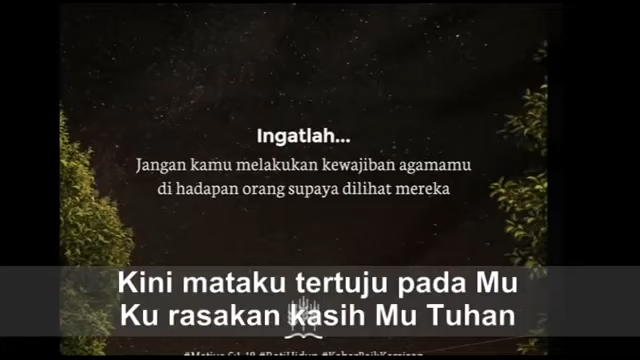 Ingatlah...
Jangan kamu melakukan kewajiban agamamu
di hadapan orang supaya dilihat mereka
Kini mataku tertuju pada Mu
Ku rasakan kasih Mu Tuhan